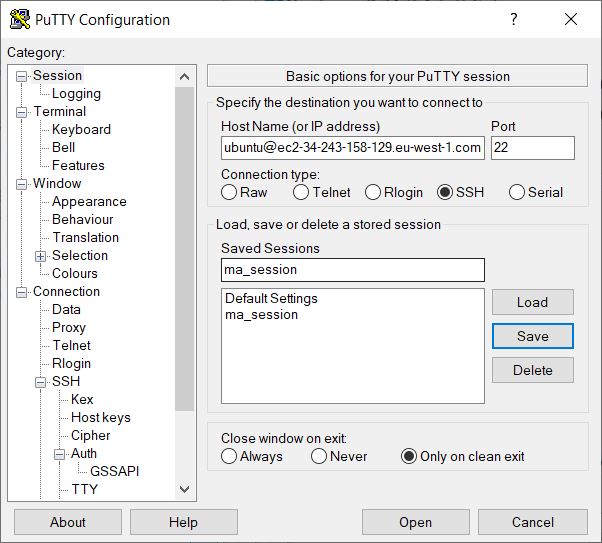 PuTTY Configuration
?
Category:
Session
Logging
Terminal
Keyboard
Bell
Features
Window
Appearance
Behaviour
Translation
Selection
Colours
Connection
Data
Proxy
Telnet
Rlogin
SSH
Kex
Host keys
Cipher
Auth
GSSAPI
TTY
Basic options for your PuTTY session
Specify the destination you want to connect to
Host Name (or IP address) Port
ubuntu@ec2-34-243-158-129.eu-west-1.com 22
Connection type:
Raw Telnet Rlogin SSH Serial
Load, save or delete a stored session
Saved Sessions
ma_session
Default Settings
ma_session
Load
Save
Delete
Close window on exit:
Always Never Only on clean exit
About Help Open Cancel